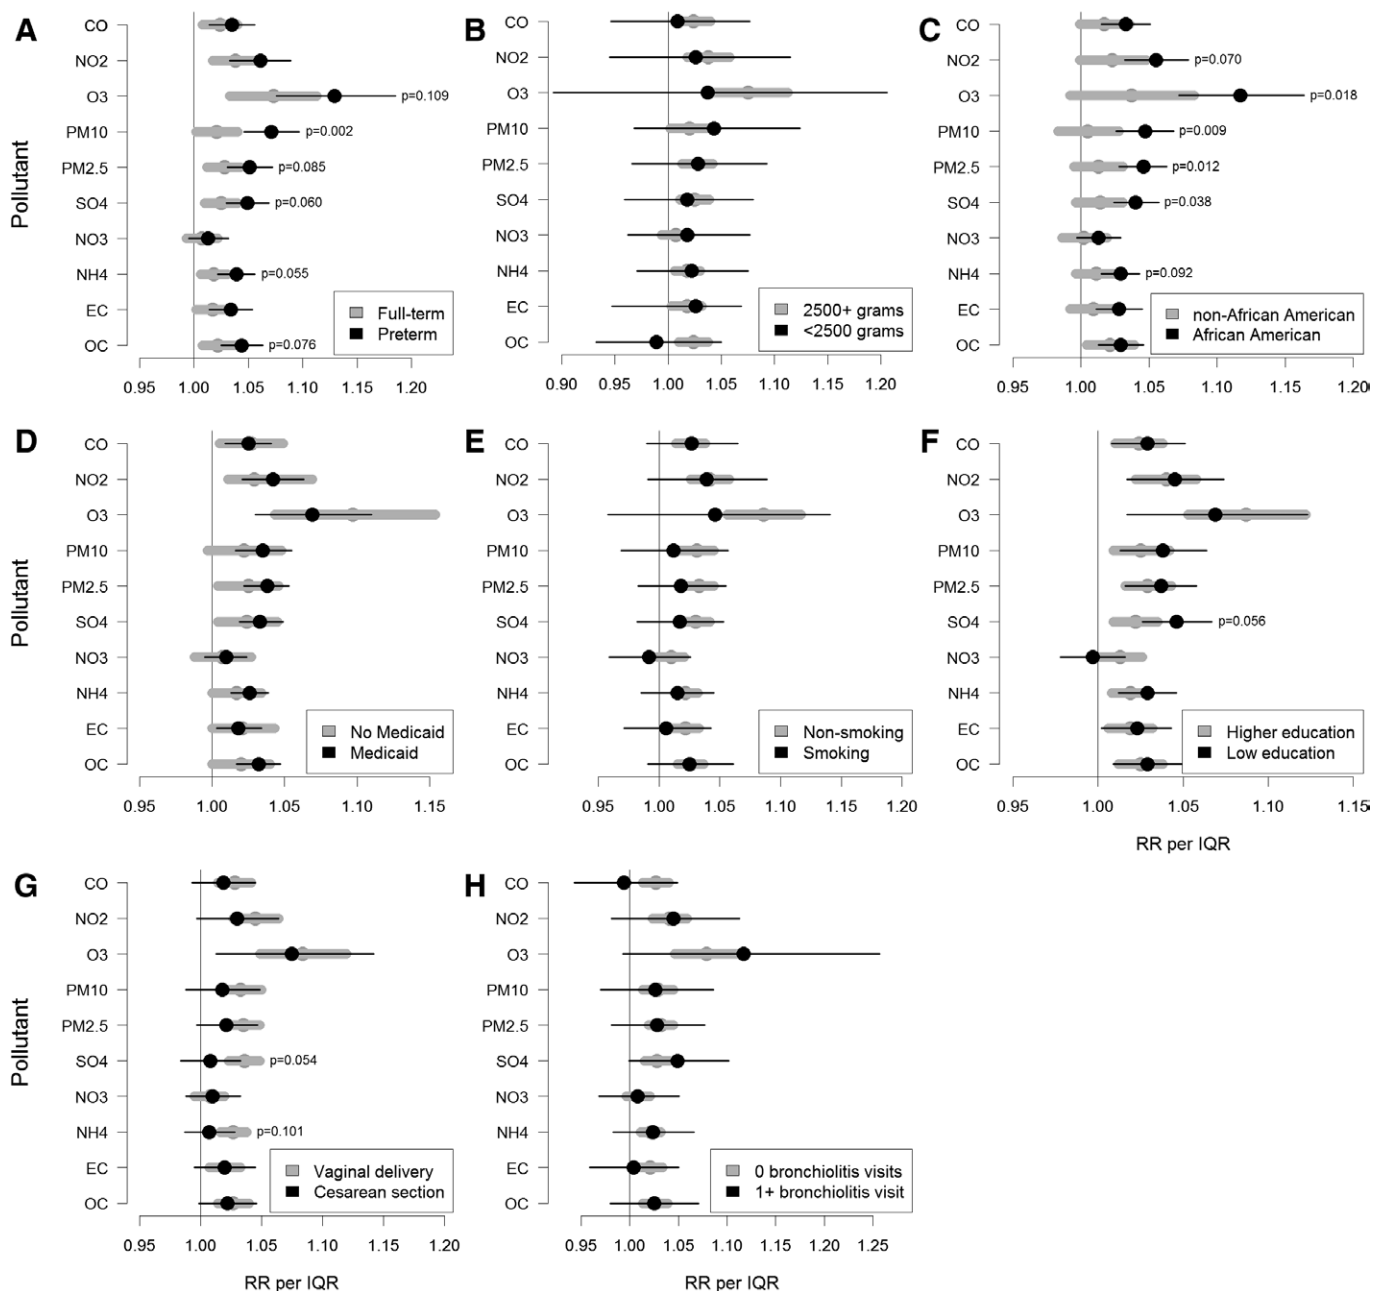 A
Pollutant
CO
NO2
O3
p=0.109
PM10
p=0.002
PM2.5
p=0.085
SO4
p=0.060
NO3
NH4
p=0.055
EC
OC
p=0.076
Full-term
Preterm
0.95 1.00 1.05 1.10 1.15 1.20
B
CO
NO2
O3
PM10
PM2.5
SO4
NO3
NH4
EC
OC
2500+ grams
<2500 grams
0.90 1.00 1.10 1.20
C
CO
NO2
p=0.070
O3
p=0.018
PM10
p=0.009
PM2.5
p=0.012
SO4
p=0.038
NO3
NH4
p=0.092
EC
OC
non-African American
African American
0.95 1.00 1.05 1.10 1.15 1.20
D
Pollutant
CO
NO2
O3
PM10
PM2.5
SO4
NO3
NH4
EC
OC
No Medicaid
Medicaid
0.95 1.00 1.05 1.10 1.15
E
CO
NO2
O3
PM10
PM2.5
SO4
NO3
NH4
EC
OC
Non-smoking
Smoking
0.95 1.00 1.05 1.10 1.15 1.20
F
CO
NO2
O3
PM10
PM2.5
SO4
p=0.056
NO3
NH4
EC
OC
Higher education
Low education
0.95 1.00 1.05 1.10 1.15
RR per IQR
G
Pollutant
CO
NO2
O3
PM10
PM2.5
SO4
p=0.054
NO3
NH4
p=0.101
EC
OC
Vaginal delivery
Cesarean section
0.95 1.00 1.05 1.10 1.15 1.20
RR per IQR
H
CO
NO2
O3
PM10
PM2.5
SO4
NO3
NH4
EC
OC
0 bronchiolitis visits
1+ bronchiolitis visit
0.95 1.00 1.05 1.10 1.15 1.20 1.25
RR per IQR